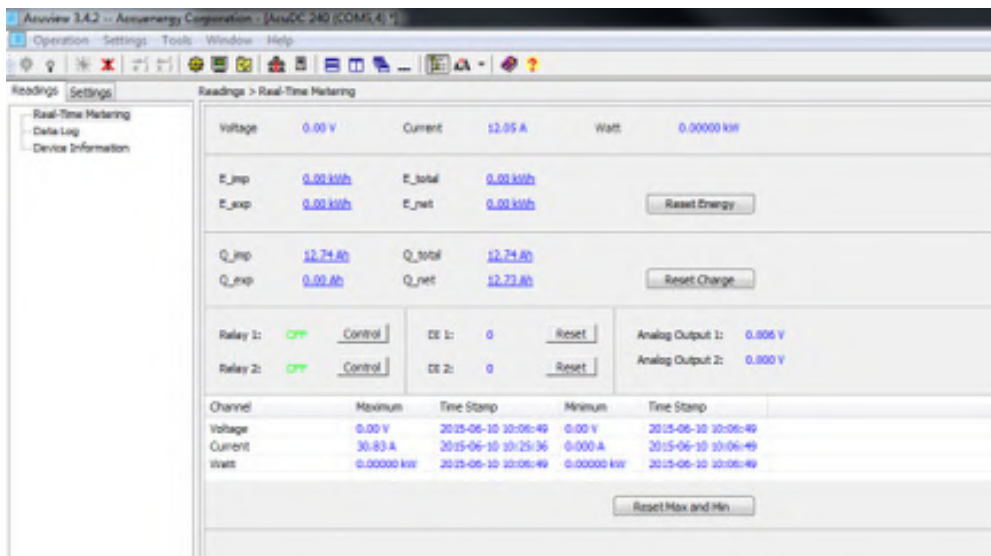 Acuview 3.4.2 -- Accuenergy Corporation - [AcuDC 240 (COM5,4) *]
Operation Settings Tools Window Help
Readings Settings
Readings > Real-Time Metering
Real-Time Metering
Data Log
Device Information
Voltage 0.00 V Current 12.05 A Watt 0.00000 kW
E_imp 0.00 kWh E_total 0.00 kWh
E_exp 0.00 kWh E_net 0.00 kWh Reset Energy
Q_imp 12.74 Ah Q_total 12.74 Ah
Q_exp 0.00 Ah Q_net 12.73 Ah Reset Charge
Relay 1: OFF Control DI 1: 0 Reset Analog Output 1: 0.006 V
Relay 2: OFF Control DI 2: 0 Reset Analog Output 2: 0.000 V
Channel Maximum Time Stamp Minimum Time Stamp
Voltage 0.00 V 2015-06-10 10:06:49 0.00 V 2015-06-10 10:06:49
Current 30.83 A 2015-06-10 10:25:36 0.000 A 2015-06-10 10:06:49
Watt 0.00000 kW 2015-06-10 10:06:49 0.00000 kW 2015-06-10 10:06:49
Reset Max and Min